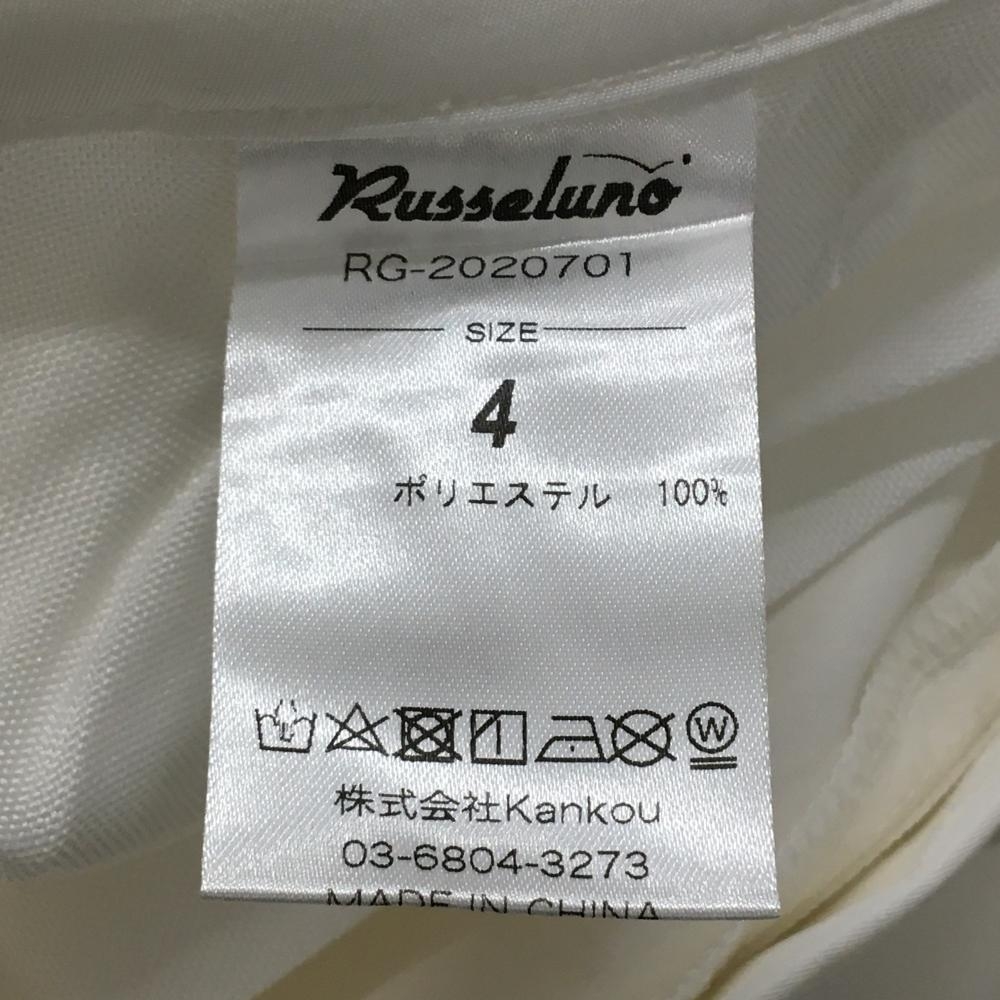 Russeluno
RG-2020701
SIZE
4
ポリエステル 100%
W
株式会社Kankou
03-6804-3273
MADE IN CHINA